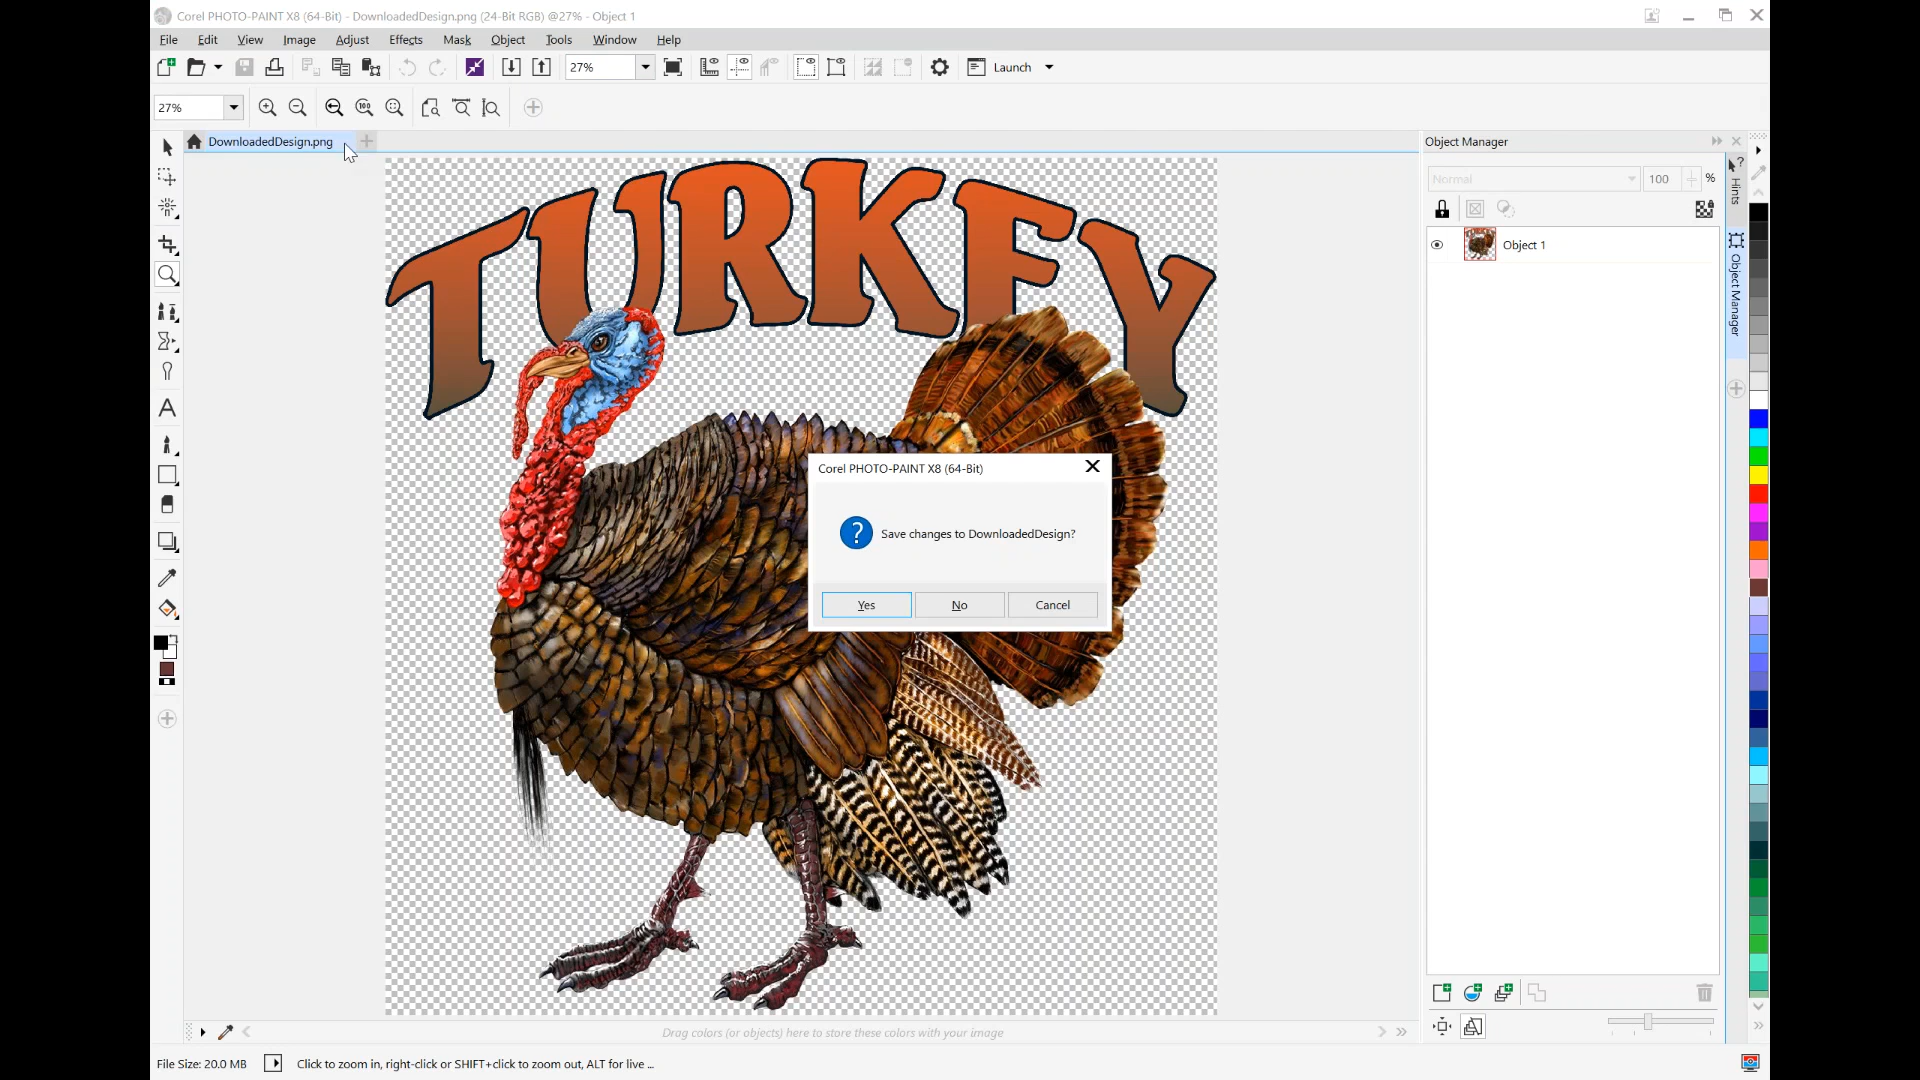 Corel PHOTO-PAINT X8 (64-Bit) - DownloadedDesign.png (24-Bit RGB) @27% - Object 1
File Edit View Image Adjust Effects Mask Object Tools Window Help
27% Launch
27% 100
DownloadedDesign.png
Object Manager
Normal 100 %
Hints
Object 1
Object Manager
TURKEY
Corel PHOTO-PAINT X8 (64-Bit)
? Save changes to DownloadedDesign?
Yes No Cancel
Drag colors (or objects) here to store these colors with your image
File Size: 20.0 MB Click to zoom in, right-click or SHIFT+click to zoom out, ALT for live ...